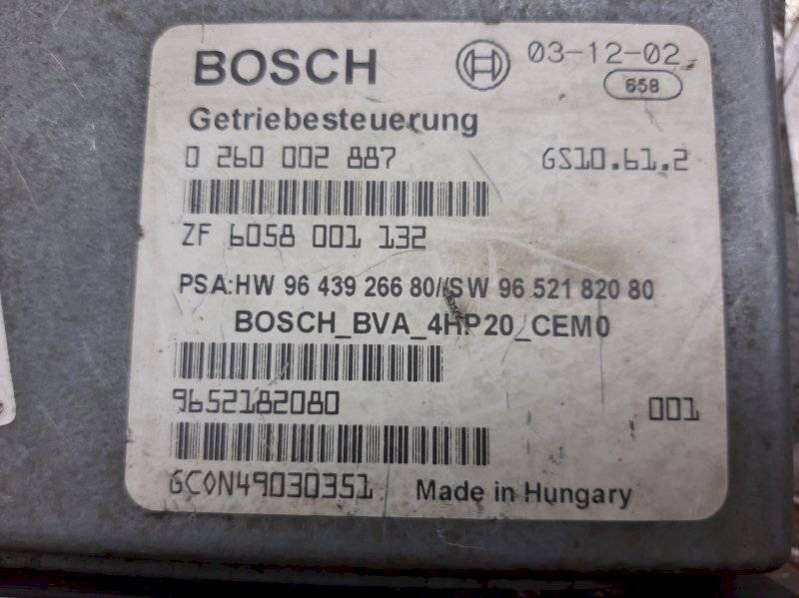 BOSCH 03-12-02
658
Getriebesteuerung
0 260 002 887 GS10.61.2
ZF 6058 001 132
PSA:HW 96 439 266 80//SW 96 521 820 80
BOSCH_BVA_4HP20_CEM0
9652182080 001
GC0N49030351 Made in Hungary